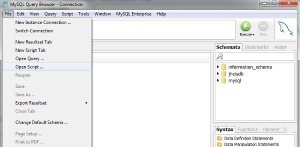 MySQL Query Browser - Connection
File Edit View Query Script Tools Window MySQL Enterprise Help
New Instance Connection ...
Switch Connection
New Resultset Tab
New Script Tab
Open Query ...
Open Script ...
Reopen
Save
Save As ...
Export Resultset
Close Tab
Change Default Schema ...
Page Setup ...
Print to PDF ...
Execute
Schemata Bookmarks History
information_schema
mysql
Syntax Functions Params
Data Definition Statements
Data Manipulation Statements